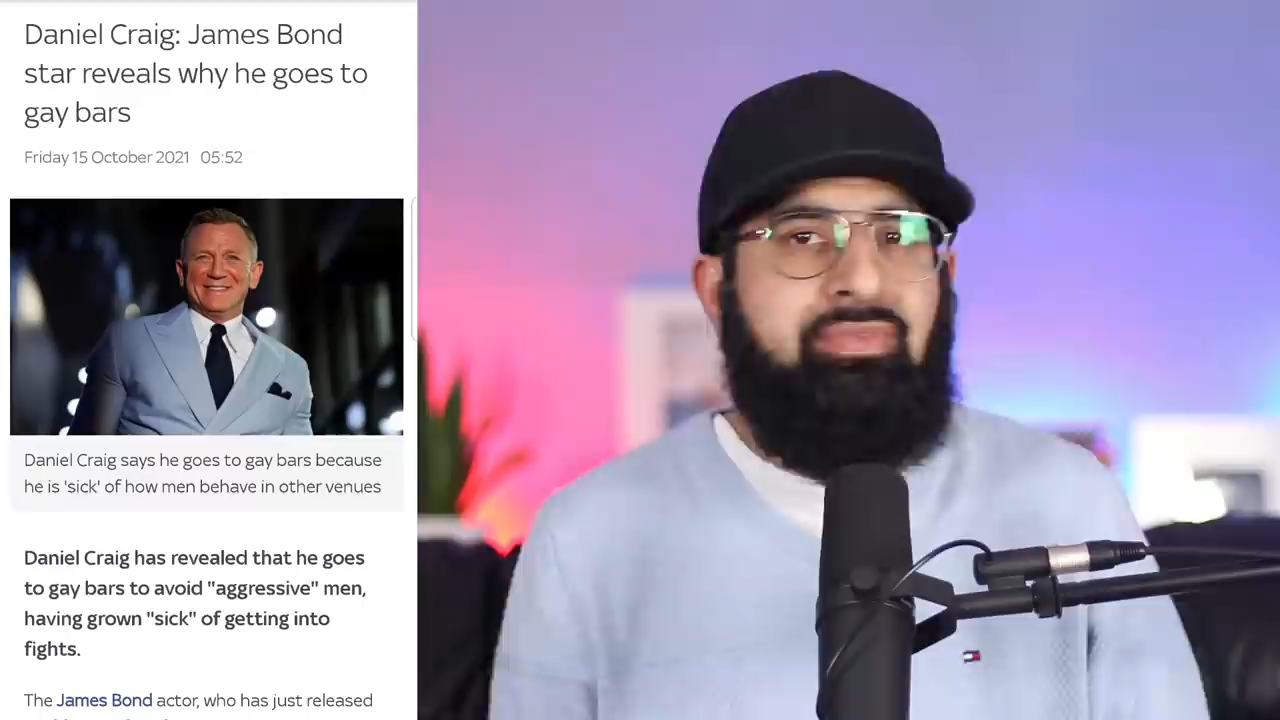 Daniel Craig: James Bond
star reveals why he goes to
gay bars
Friday 15 October 2021 05:52
Daniel Craig says he goes to gay bars because
he is 'sick' of how men behave in other venues
Daniel Craig has revealed that he goes
to gay bars to avoid "aggressive" men,
having grown "sick" of getting into
fights.
The James Bond actor, who has just released